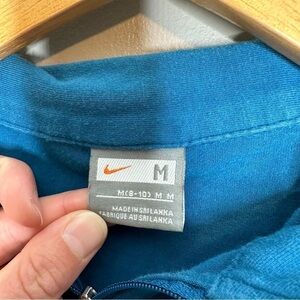 M
M(8-10) M M
MADE IN SRI LANKA
FABRIQUE AU SRI LANKA